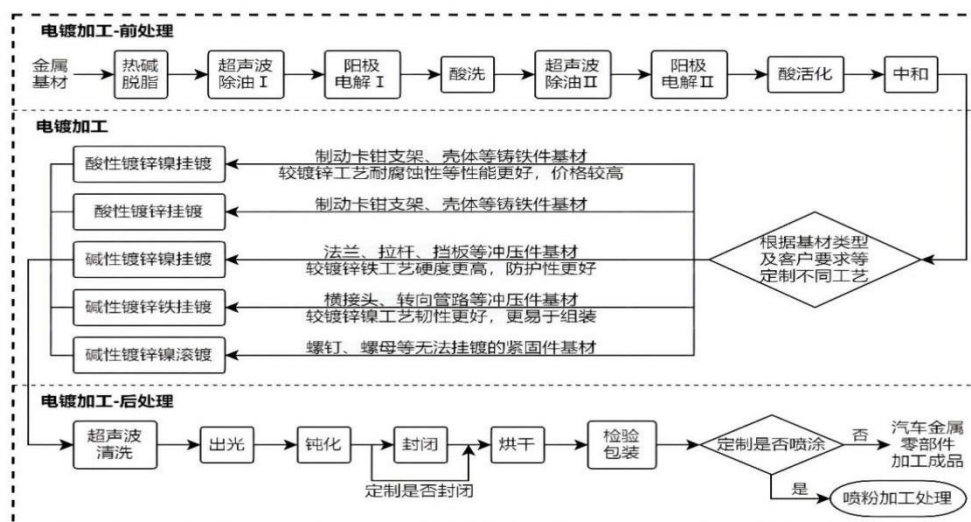 电镀加工-前处理
金属
基材
热碱
脱脂
超声波
除油Ⅰ
阳极
电解Ⅰ
酸洗
超声波
除油Ⅱ
阳极
电解Ⅱ
酸活化
中和
电镀加工
酸性镀锌镍挂镀
制动卡钳支架、壳体等铸铁件基材
较镀锌工艺耐腐蚀性等性能更好，价格较高
酸性镀锌挂镀
制动卡钳支架、壳体等铸铁件基材
碱性镀锌镍挂镀
法兰、拉杆、挡板等冲压件基材
较镀锌铁工艺硬度更高，防护性更好
碱性镀锌铁挂镀
横接头、转向管路等冲压件基材
较镀锌镍工艺韧性更好，更易于组装
碱性镀锌镍滚镀
螺钉、螺母等无法挂镀的紧固件基材
根据基材类型
及客户要求等
定制不同工艺
电镀加工-后处理
超声波
清洗
出光
钝化
封闭
定制是否封闭
烘干
检验
包装
定制是否喷涂
否
汽车金属
零部件
加工成品
是
喷粉加工处理